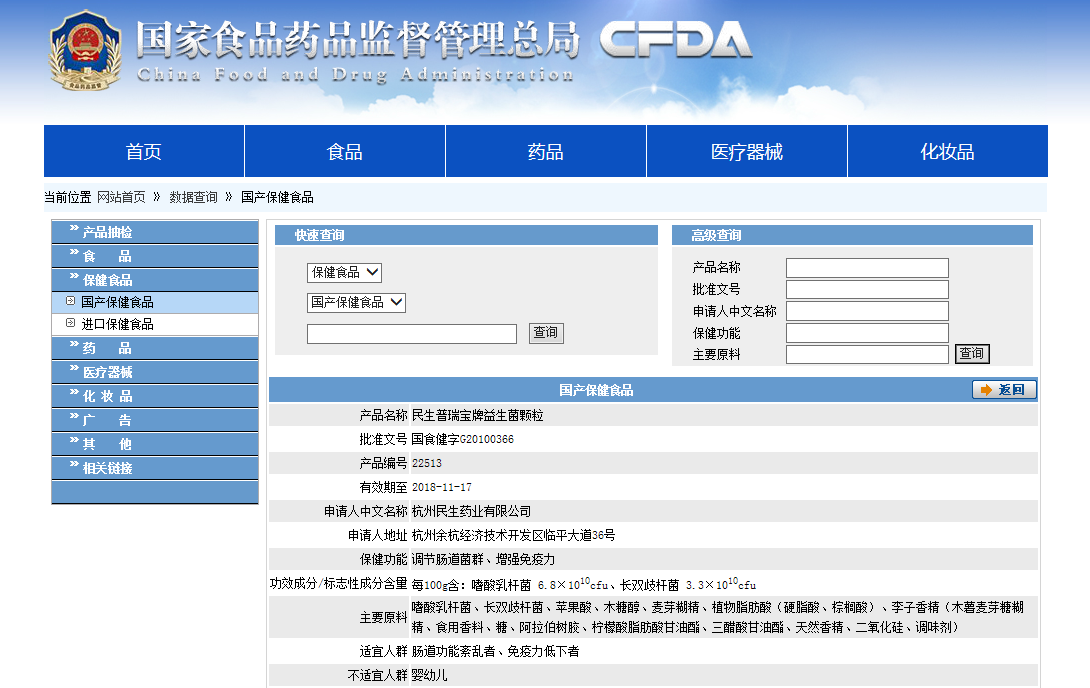 国家食品药品监督管理总局 CFDA
China Food and Drug Administration
食品药品监督
首页 食品 药品 医疗器械 化妆品
当前位置 网站首页 》 数据查询 》 国产保健食品
产品抽检
食 品
保健食品
国产保健食品
进口保健食品
药 品
医疗器械
化 妆 品
广 告
其 他
相关链接
快速查询
保健食品
国产保健食品
查询
高级查询
产品名称
批准文号
申请人中文名称
保健功能
主要原料 查询
国产保健食品 返回
产品名称 民生普瑞宝牌益生菌颗粒
批准文号 国食健字G20100366
产品编号 22513
有效期至 2018-11-17
申请人中文名称 杭州民生药业有限公司
申请人地址 杭州余杭经济技术开发区临平大道36号
保健功能 调节肠道菌群、增强免疫力
功效成分/标志性成分含量 每100g含：嗜酸乳杆菌 6.8×10¹⁰cfu、长双歧杆菌 3.3×10¹⁰cfu
主要原料 嗜酸乳杆菌、长双歧杆菌、苹果酸、木糖醇、麦芽糊精、植物脂肪酸（硬脂酸、棕榈酸）、李子香精（木薯麦芽糖糊
精、食用香料、糖、阿拉伯树胶、柠檬酸脂肪酸甘油酯、三醋酸甘油酯、天然香精、二氧化硅、调味剂）
适宜人群 肠道功能紊乱者、免疫力低下者
不适宜人群 婴幼儿